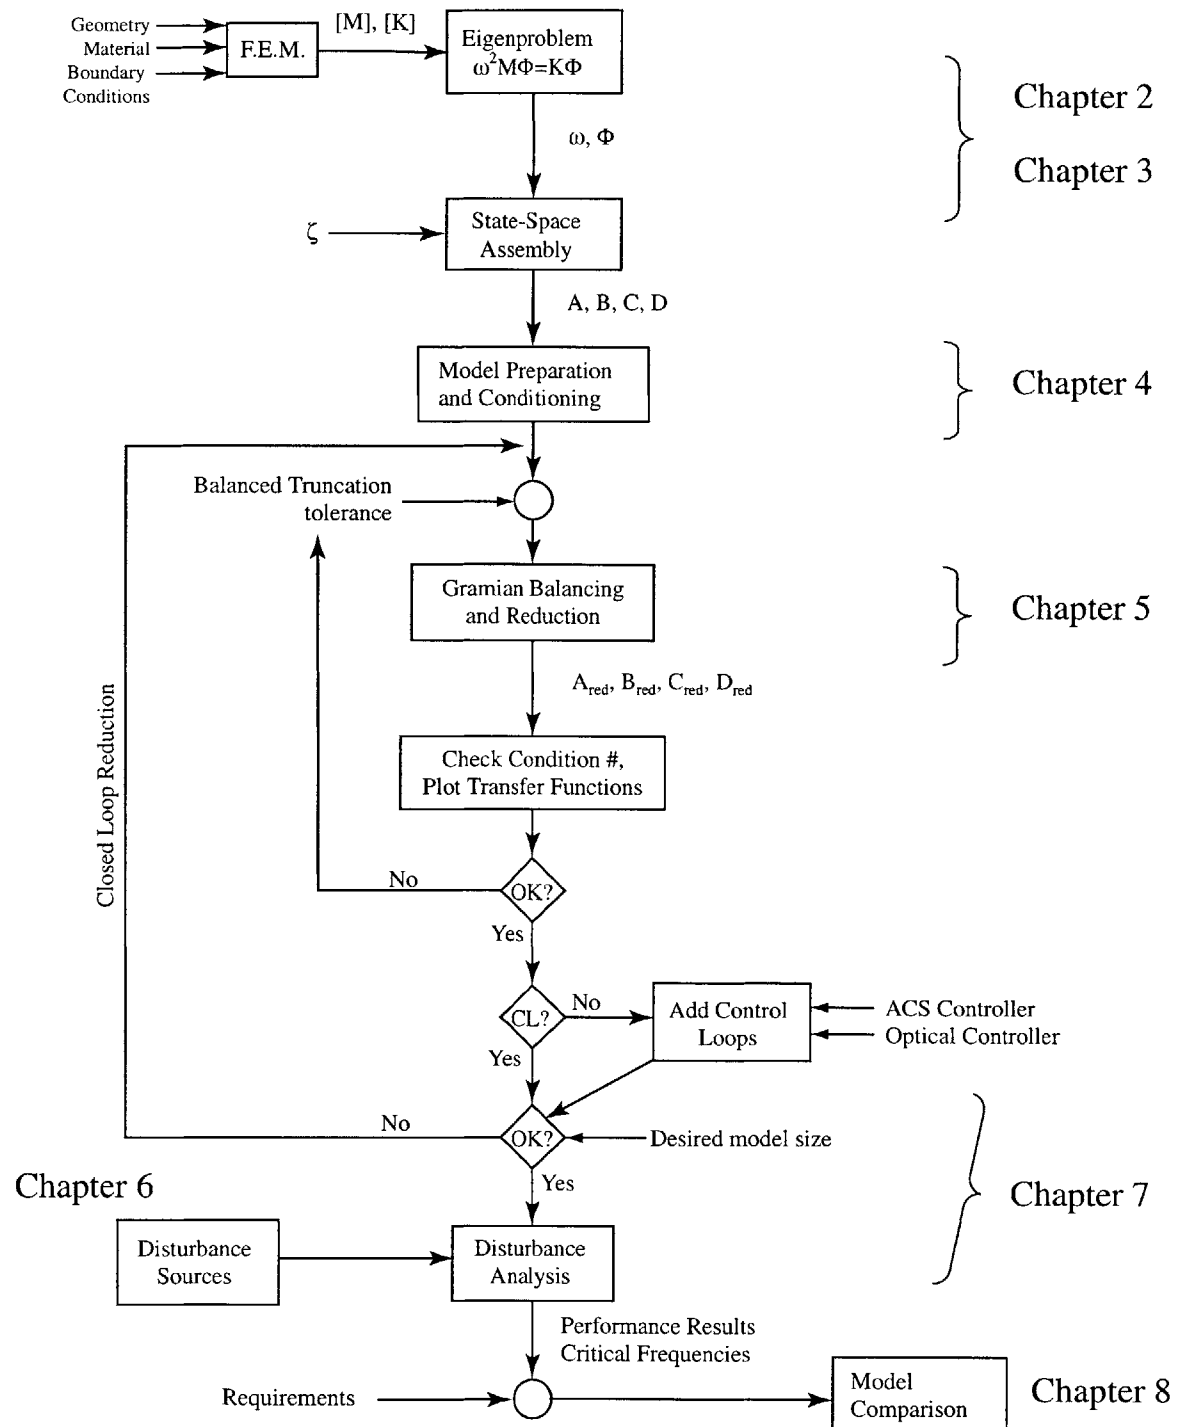 Geometry
Material
Boundary
Conditions
F.E.M.
[M], [K]
Eigenproblem
ω²MΦ=KΦ
Chapter 2
ω, Φ
Chapter 3
ζ
State-Space
Assembly
A, B, C, D
Model Preparation
and Conditioning
Chapter 4
Balanced Truncation
tolerance
Gramian Balancing
and Reduction
Chapter 5
A_red, B_red, C_red, D_red
Closed Loop Reduction
Check Condition #,
Plot Transfer Functions
No
OK?
Yes
CL?
No
Add Control
Loops
ACS Controller
Optical Controller
Yes
No
OK?
Desired model size
Yes
Chapter 6
Chapter 7
Disturbance
Sources
Disturbance
Analysis
Performance Results
Critical Frequencies
Requirements
Model
Comparison
Chapter 8